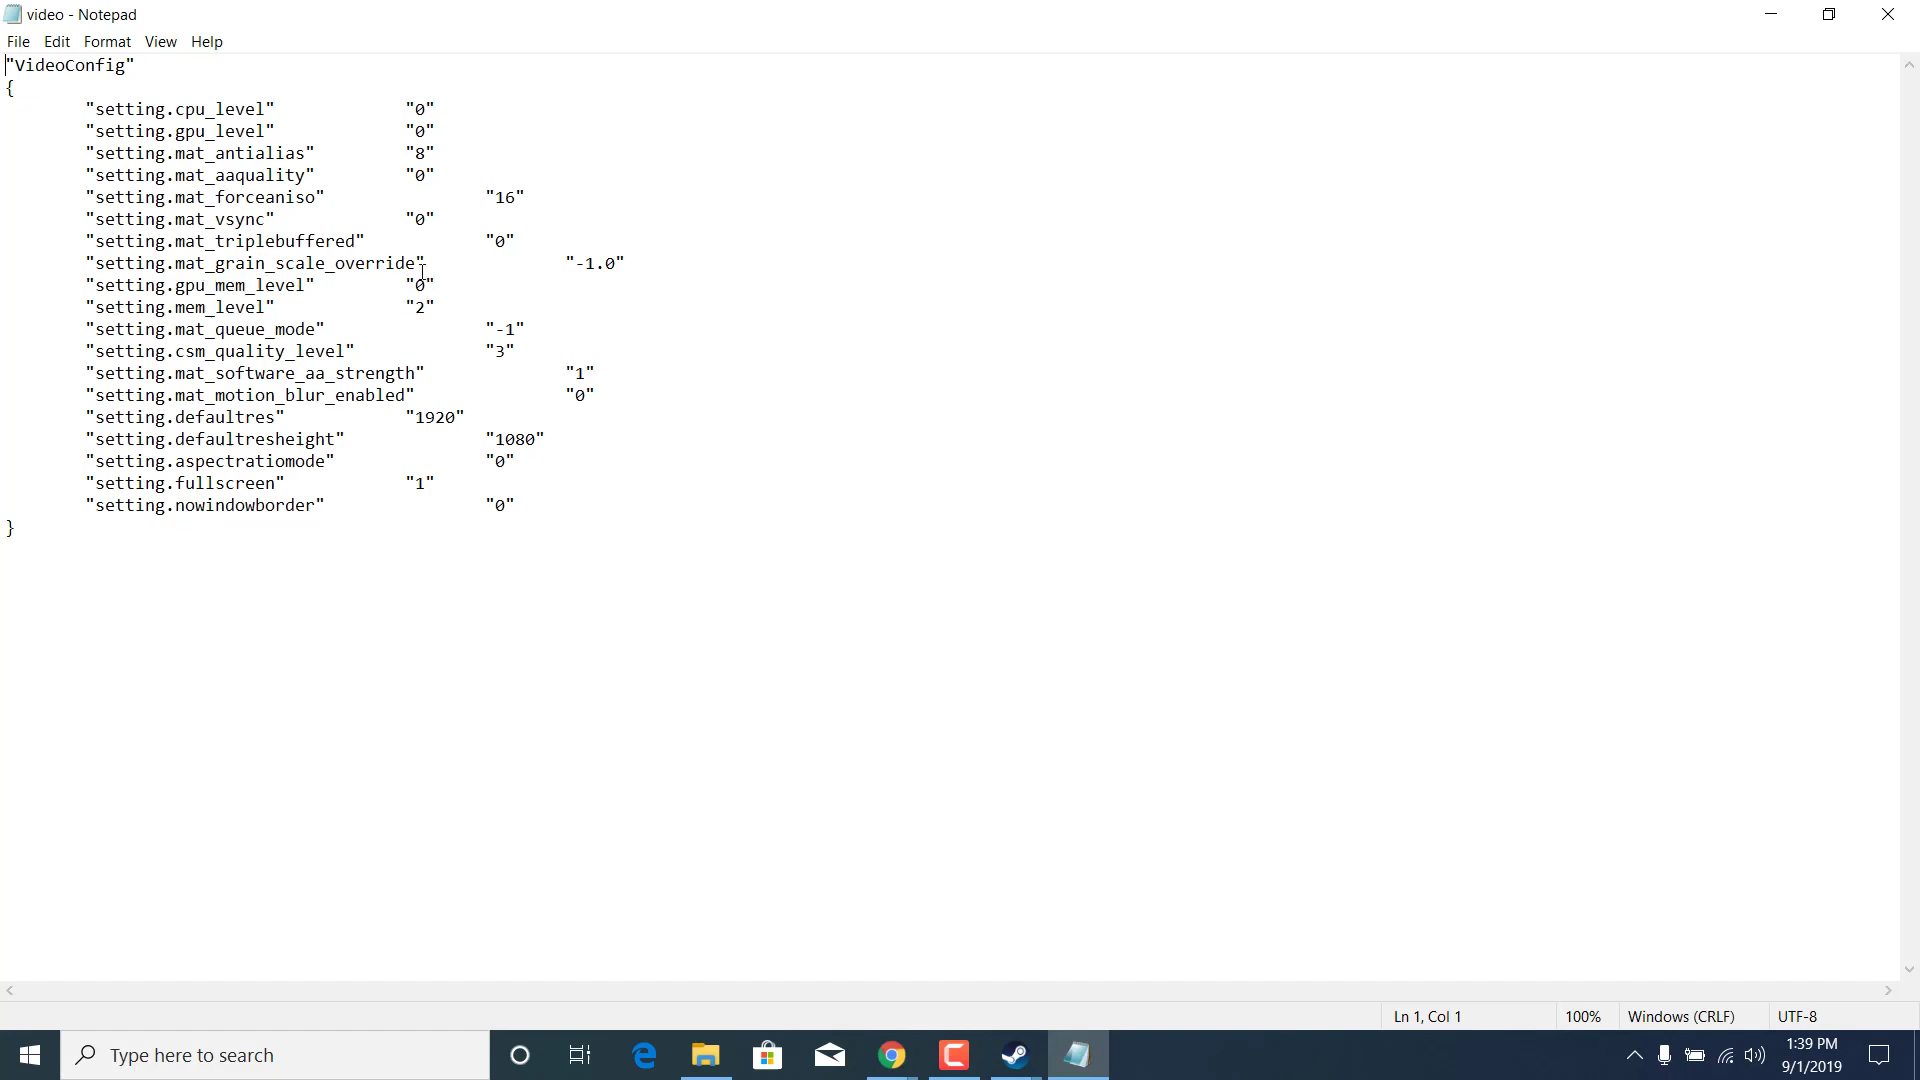 video - Notepad
File Edit Format View Help
"VideoConfig"
{
"setting.cpu_level" "0"
"setting.gpu_level" "0"
"setting.mat_antialias" "8"
"setting.mat_aaquality" "0"
"setting.mat_forceaniso" "16"
"setting.mat_vsync" "0"
"setting.mat_triplebuffered" "0"
"setting.mat_grain_scale_override" "-1.0"
"setting.gpu_mem_level" "0"
"setting.mem_level" "2"
"setting.mat_queue_mode" "-1"
"setting.csm_quality_level" "3"
"setting.mat_software_aa_strength" "1"
"setting.mat_motion_blur_enabled" "0"
"setting.defaultres" "1920"
"setting.defaultresheight" "1080"
"setting.aspectratiomode" "0"
"setting.fullscreen" "1"
"setting.nowindowborder" "0"
}
Ln 1, Col 1 100% Windows (CRLF) UTF-8
Type here to search
1:39 PM
9/1/2019